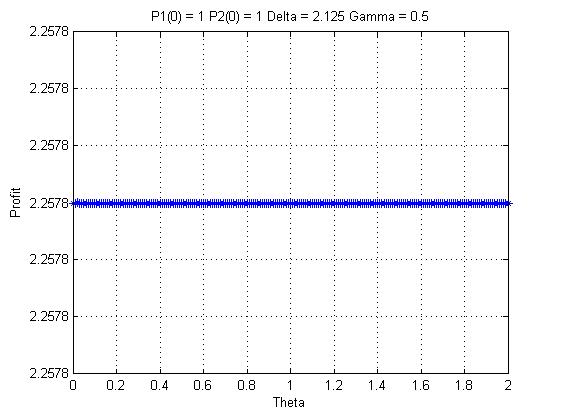 P1(0) = 1 P2(0) = 1 Delta = 2.125 Gamma = 0.5
2.2578
2.2578
2.2578
2.2578
2.2578
2.2578
2.2578
Profit
0 0.2 0.4 0.6 0.8 1 1.2 1.4 1.6 1.8 2
Theta